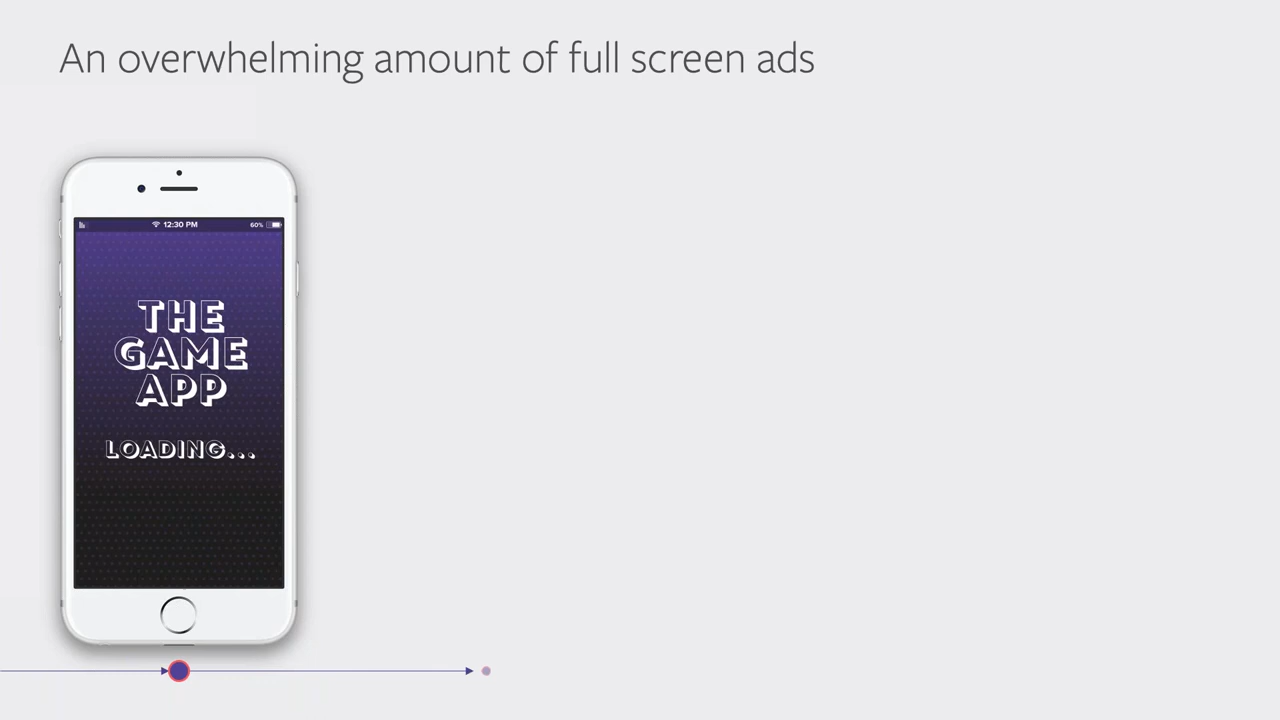 An overwhelming amount of full screen ads
12:30 PM
60%
THE
GAME
APP
LOADING...